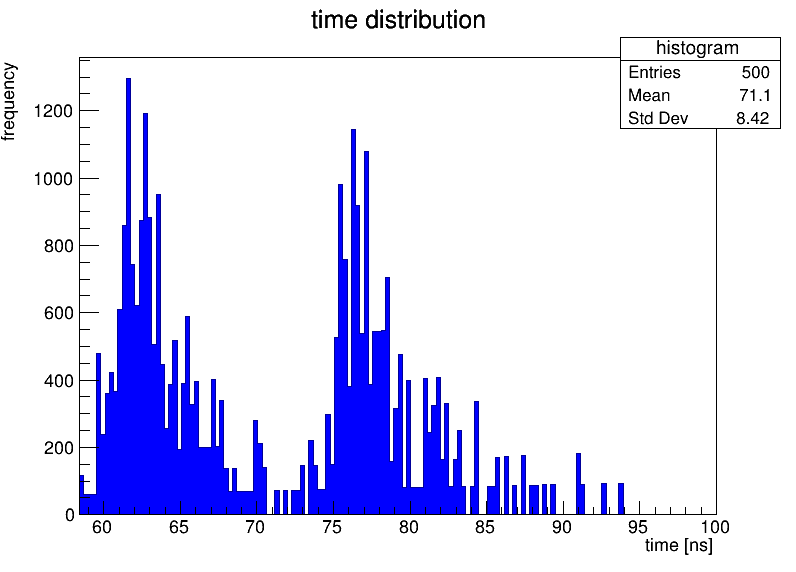 time distribution
histogram
Entries 500
Mean 71.1
Std Dev 8.42
frequency
1200
1000
800
600
400
200
0
60 65 70 75 80 85 90 95 100
time [ns]